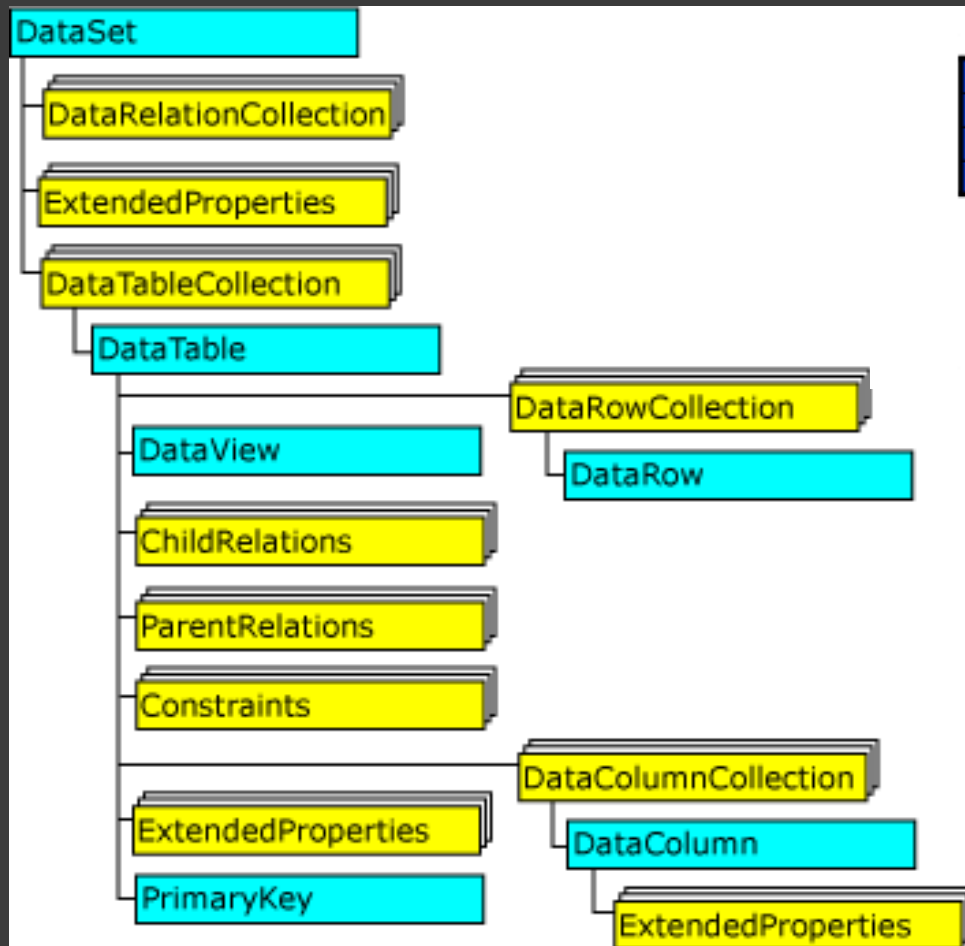 DataSet
DataRelationCollection
ExtendedProperties
DataTableCollection
DataTable
DataRowCollection
DataView
DataRow
ChildRelations
ParentRelations
Constraints
DataColumnCollection
ExtendedProperties
DataColumn
PrimaryKey
ExtendedProperties